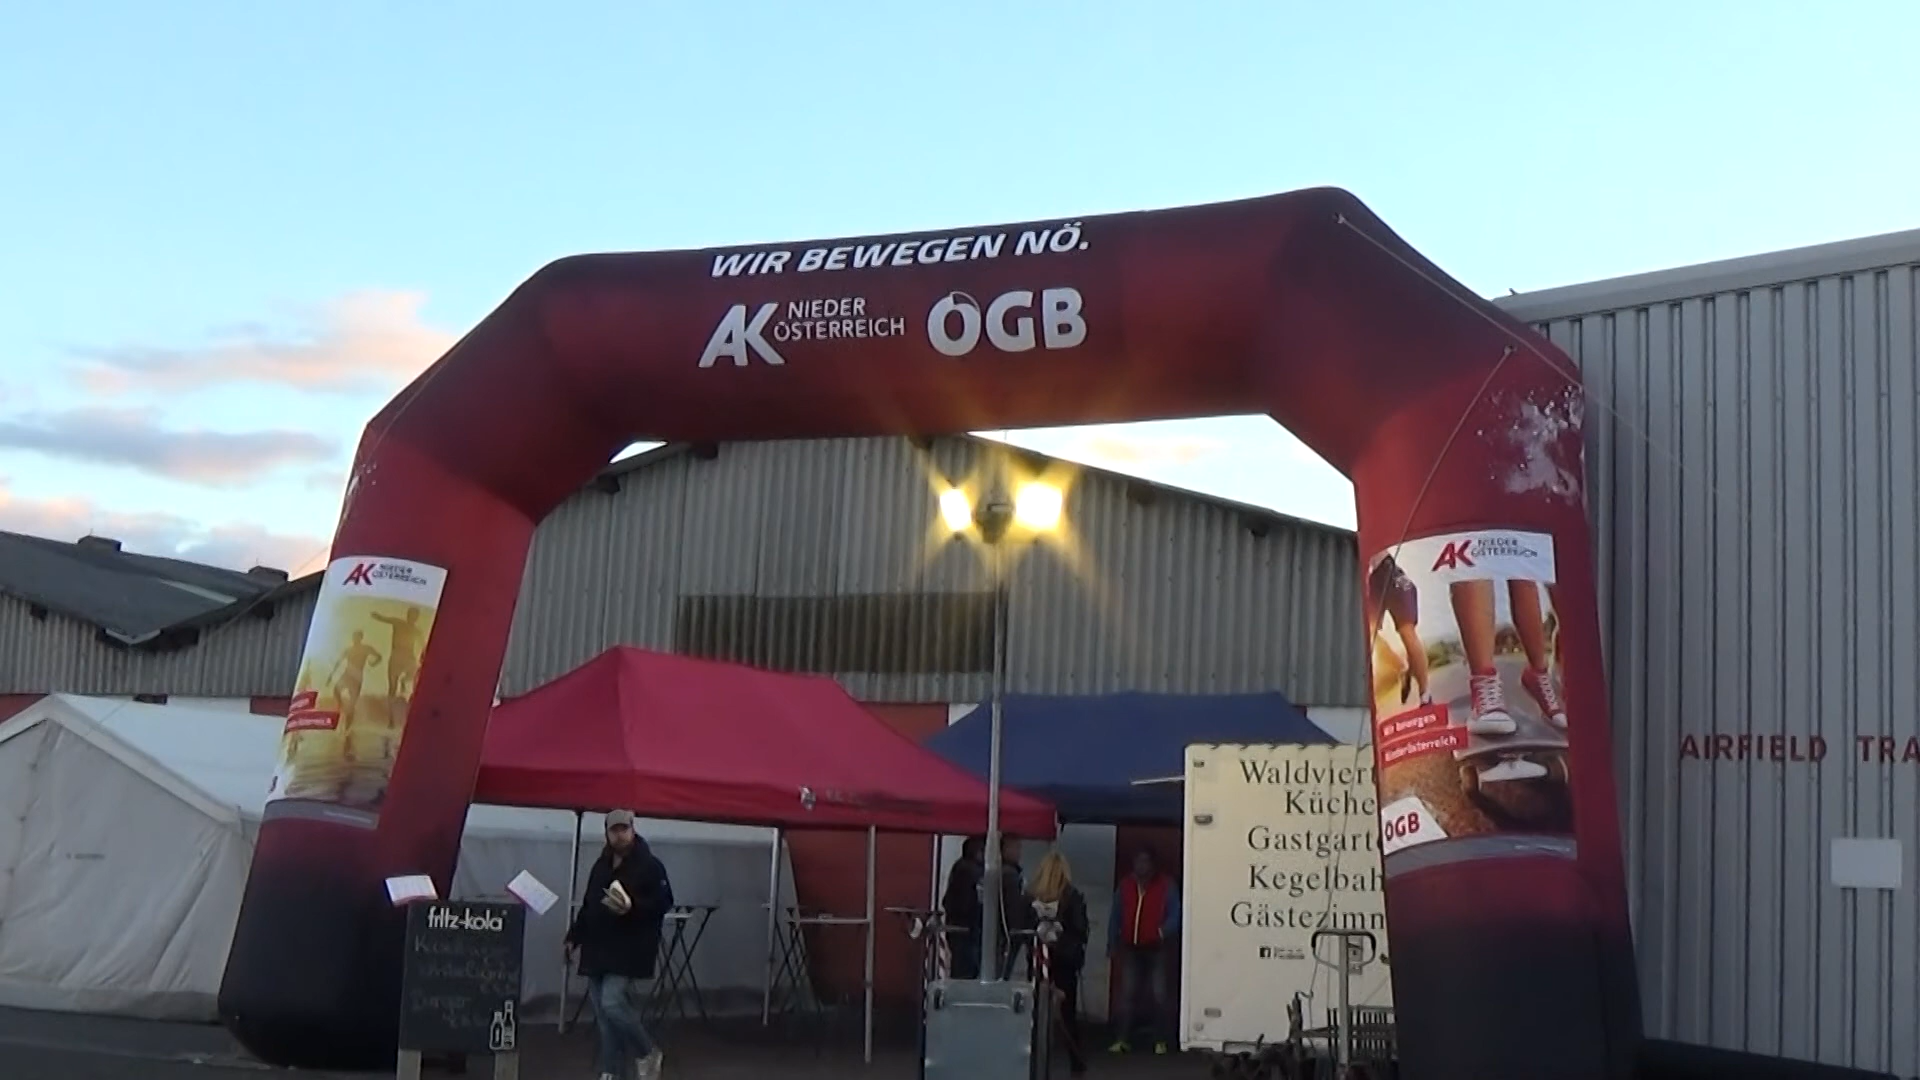 WIR BEWEGEN NÖ.
AK NIEDER
ÖSTERREICH ÖGB
AK NIEDER
ÖSTERREICH
AK NIEDER
ÖSTERREICH
Wir bewegen
Niederösterreich
ÖGB
AIRFIELD TRA
Waldviert
Küche
Gastgart
Kegelbah
Gästezimm
fritz-kola